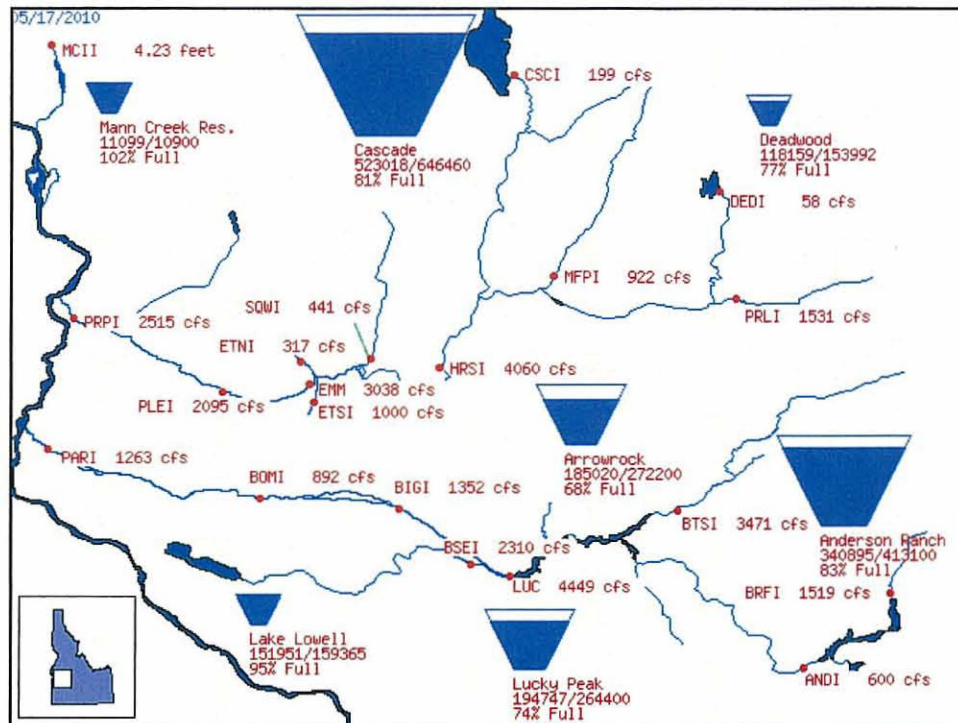 05/17/2010
MCII 4.23 feet
CSCI 199 cfs
Mann Creek Res.
11099/10900
102% Full
Cascade
523018/646460
81% Full
Deadwood
118159/153992
77% Full
DEDI 58 cfs
MFPI 922 cfs
PRLI 1531 cfs
SQWI 441 cfs
PRPI 2515 cfs
ETNI 317 cfs
HRSI 4060 cfs
EMM 3038 cfs
PLEI 2095 cfs
ETSI 1000 cfs
PARI 1263 cfs
Arrowrock
185020/272200
68% Full
BOMI 892 cfs
BIGI 1352 cfs
BTSI 3471 cfs
Anderson Ranch
340895/413100
83% Full
BSEI 2310 cfs
LUC 4449 cfs
BRFI 1519 cfs
Lake Lowell
151951/159365
95% Full
Lucky Peak
194747/264400
74% Full
ANDI 600 cfs